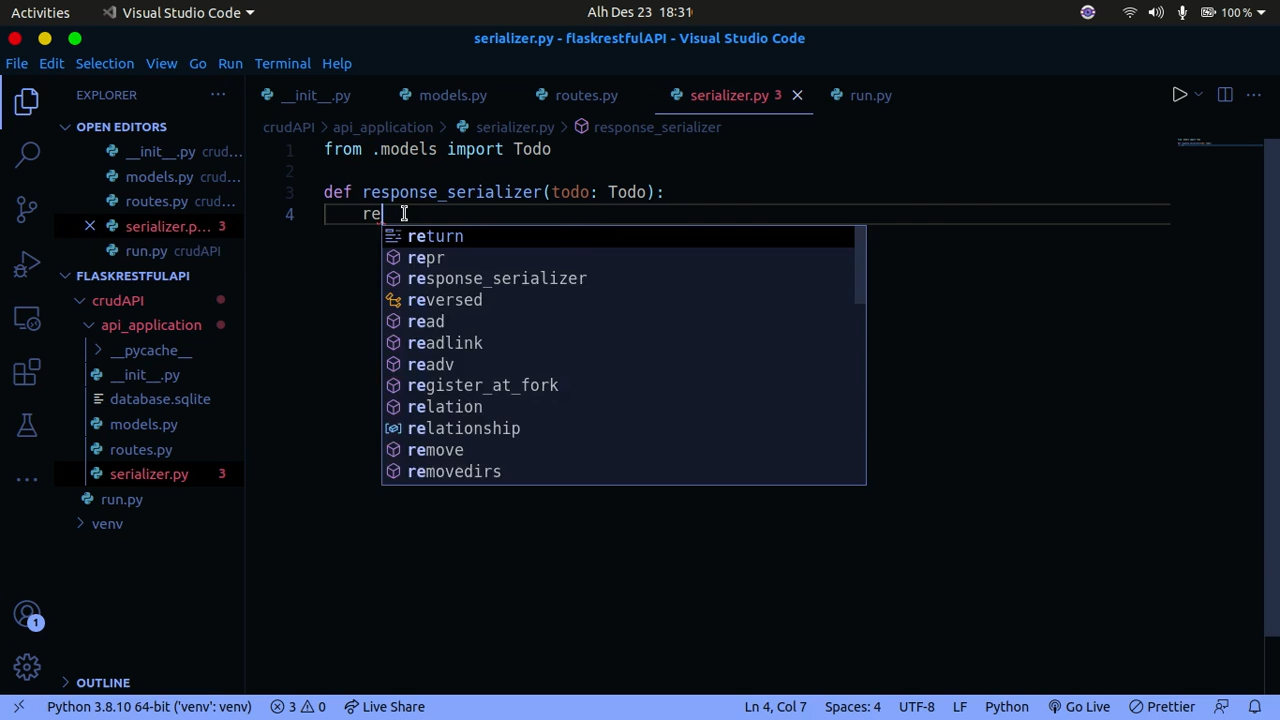 Activities
Visual Studio Code
Alh Des 23 18:31
100 %
serializer.py - flaskrestfulAPI - Visual Studio Code
File Edit Selection View Go Run Terminal Help
EXPLORER
OPEN EDITORS
__init__.py crud...
models.py crud...
routes.py crud...
serializer.p... 3
run.py crudAPI
FLASKRESTFULAPI
crudAPI
api_application
__pycache__
__init__.py
database.sqlite
models.py
routes.py
serializer.py 3
run.py
venv
OUTLINE
1
__init__.py models.py routes.py serializer.py 3 run.py
crudAPI > api_application > serializer.py > response_serializer
1 from .models import Todo
2
3 def response_serializer(todo: Todo):
4 re
return
repr
response_serializer
reversed
read
readlink
readv
register_at_fork
relation
relationship
remove
removedirs
Python 3.8.10 64-bit ('venv': venv) 3 0 Live Share Ln 4, Col 7 Spaces: 4 UTF-8 LF Python Go Live Prettier